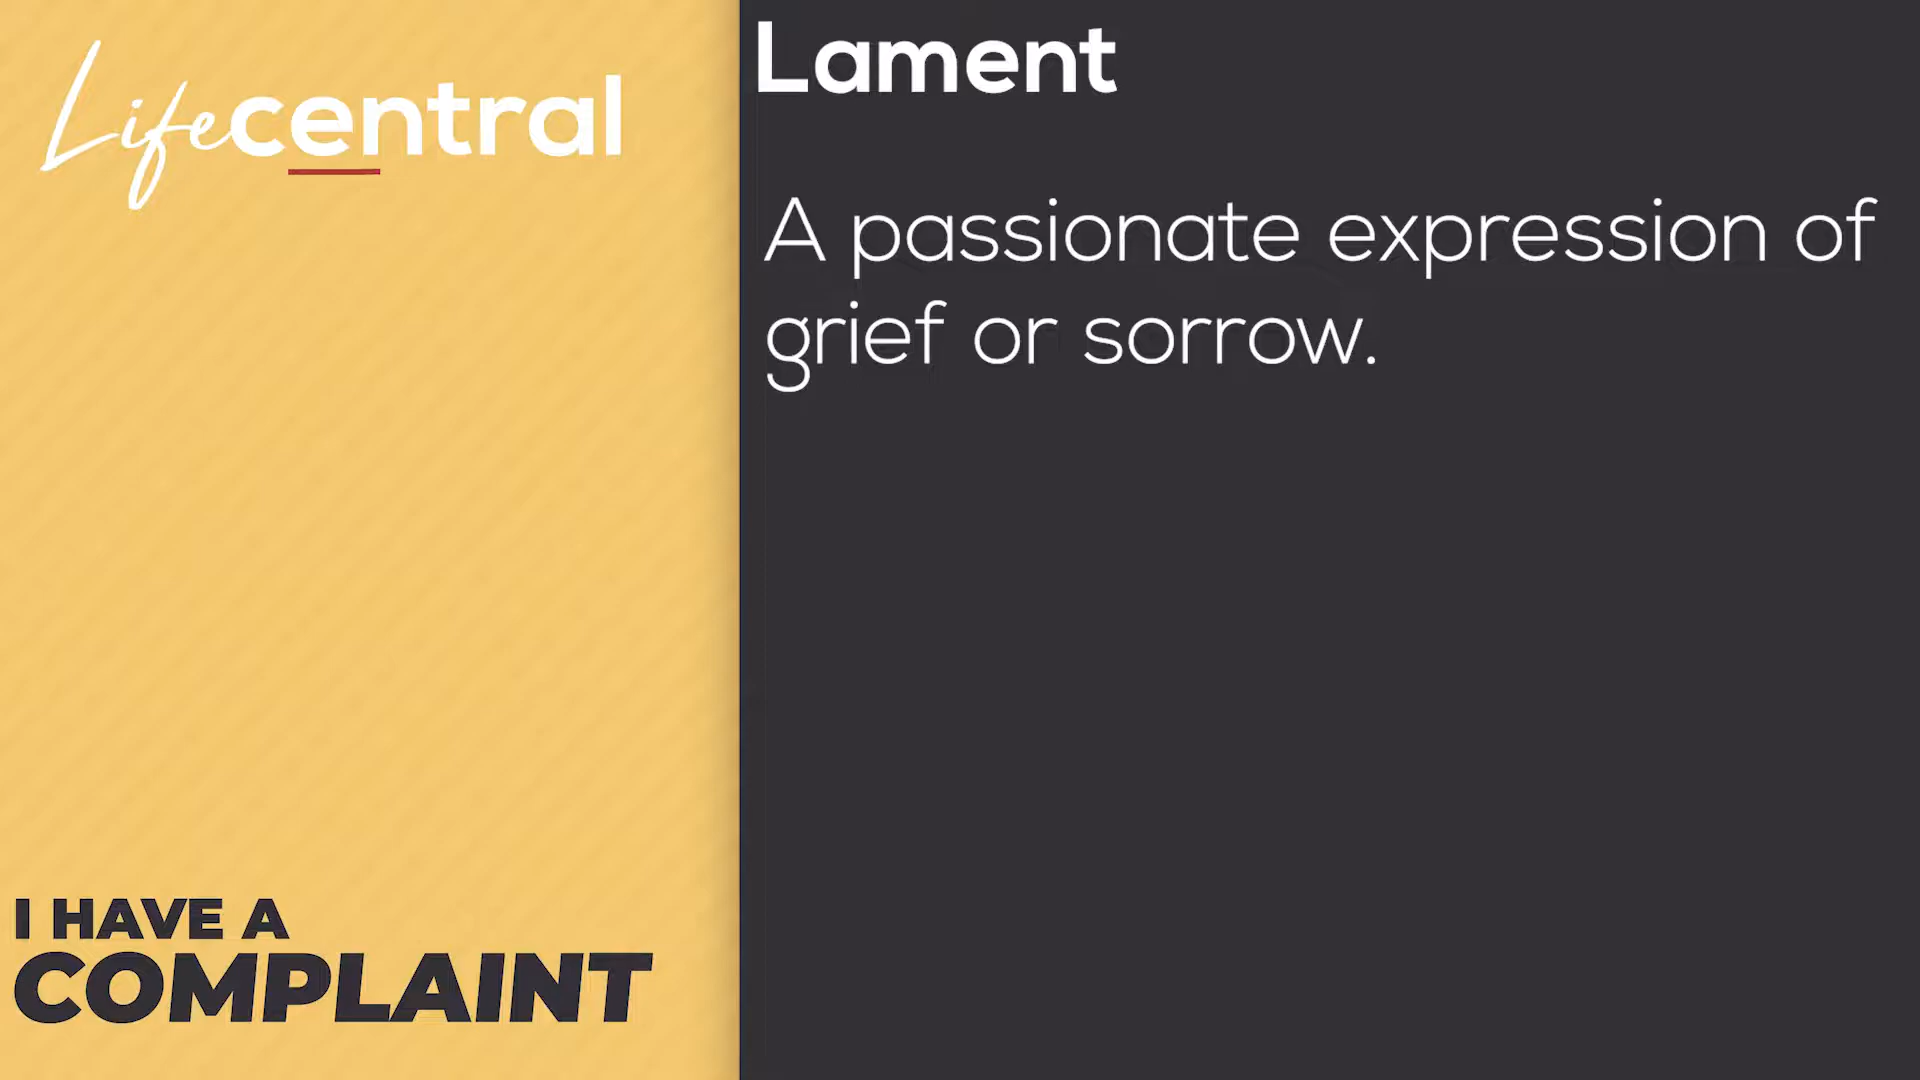 Lifecentral
I HAVE A
COMPLAINT
Lament
A passionate expression of
grief or sorrow.